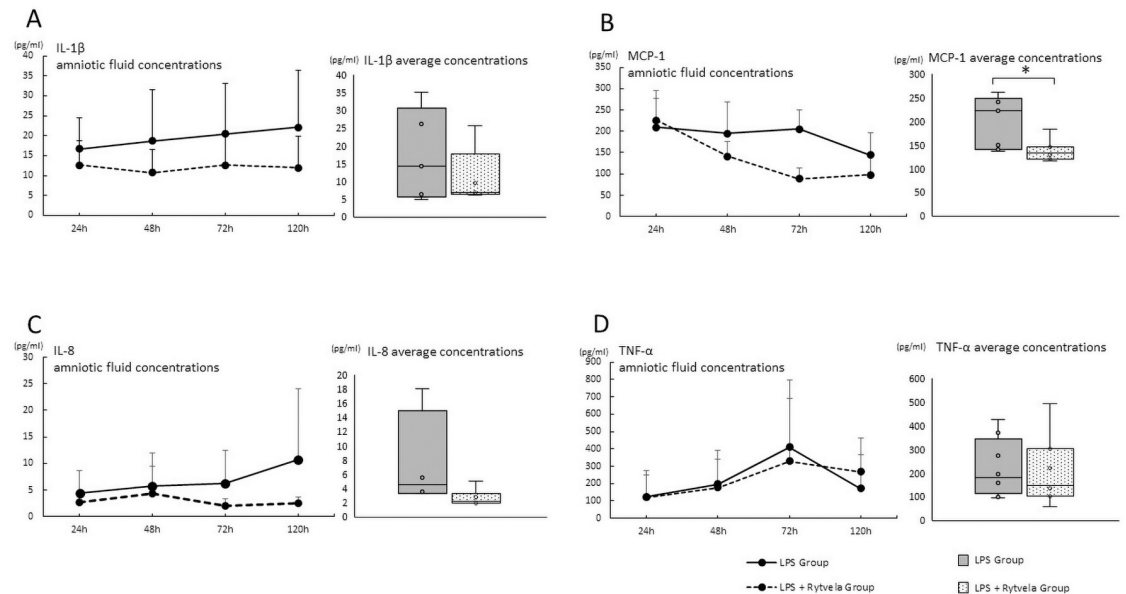 A
B
IL-1β
(pg/ml)
amniotic fluid concentrations
40
35
30
25
20
15
10
5
0
24h 48h 72h 120h
(pg/ml)
IL-1β average concentrations
40
35
30
25
20
15
10
5
0
MCP-1
(pg/ml)
amniotic fluid concentrations
350
300
250
200
150
100
50
0
24h 48h 72h 120h
MCP-1 average concentrations
(pg/ml)
300
250
200
150
100
50
0
*
C
D
(pg/ml)
IL-8
amniotic fluid concentrations
30
25
20
15
10
5
0
24h 48h 72h 120h
(pg/ml)
IL-8 average concentrations
20
18
16
14
12
10
8
6
4
2
0
(pg/ml)
TNF-α
amniotic fluid concentrations
900
800
700
600
500
400
300
200
100
0
24h 48h 72h 120h
(pg/ml)
TNF-α average concentrations
600
500
400
300
200
100
0
LPS Group
LPS + Rytvela Group
LPS Group
LPS + Rytvela Group